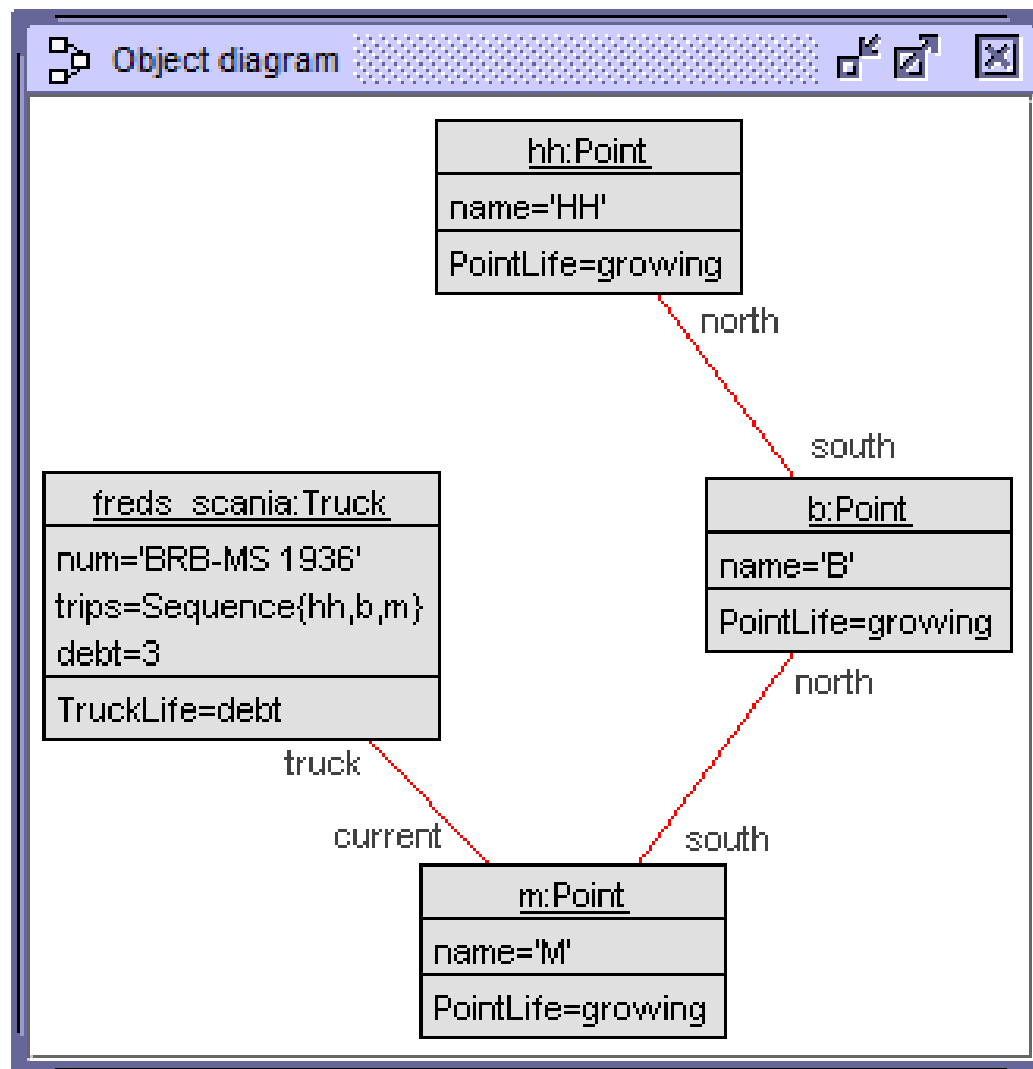 Object diagram
hh:Point
name='HH'
PointLife=growing
north
south
freds_scania:Truck
num='BRB-MS 1936'
trips=Sequence{hh,b,m}
debt=3
TruckLife=debt
b:Point
name='B'
PointLife=growing
north
truck
current
south
m:Point
name='M'
PointLife=growing